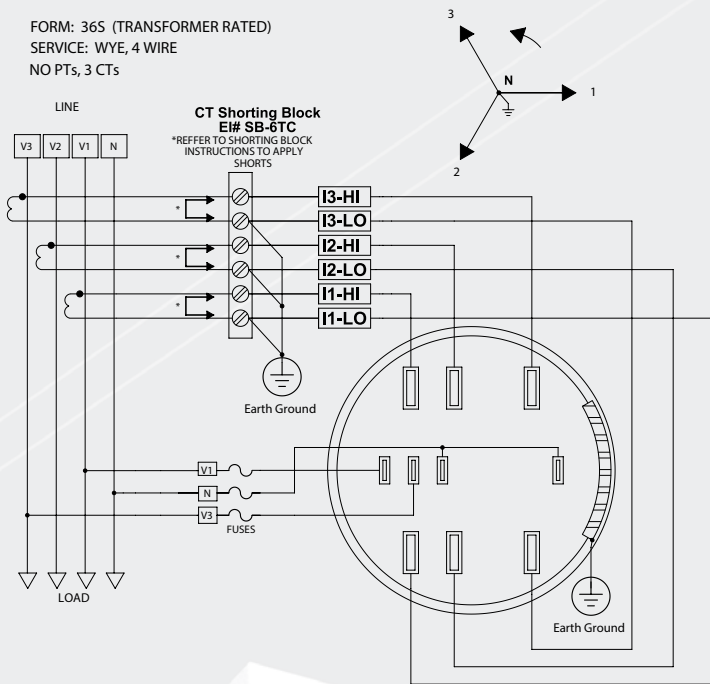 FORM: 36S (TRANSFORMER RATED)
SERVICE: WYE, 4 WIRE
NO PTs, 3 CTs
3
N
1
2
LINE
V3 V2 V1 N
CT Shorting Block
EI# SB-6TC
*REFFER TO SHORTING BLOCK
INSTRUCTIONS TO APPLY
SHORTS
*
*
*
I3-HI
I3-LO
I2-HI
I2-LO
I1-HI
I1-LO
Earth Ground
V1
N
V3
FUSES
LOAD
Earth Ground